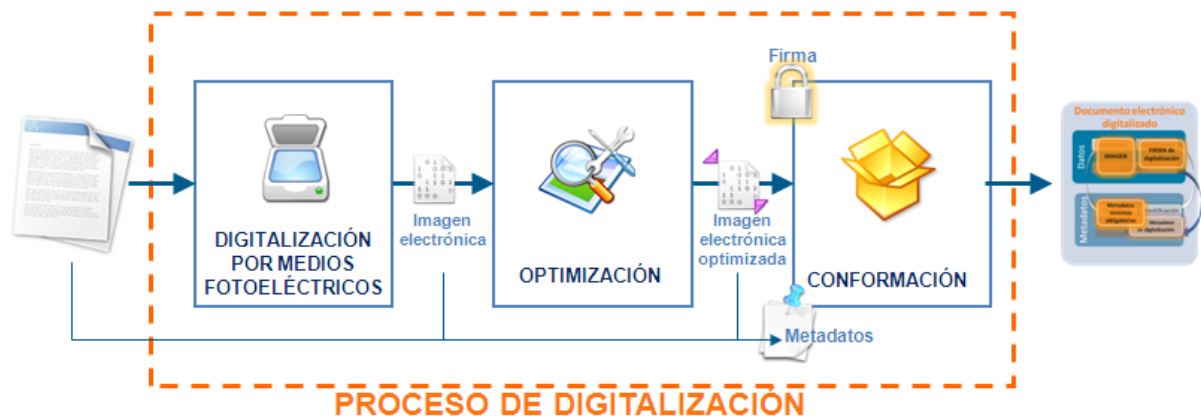 Firma
DIGITALIZACIÓN
POR MEDIOS
FOTOELÉCTRICOS
Imagen
electrónica
OPTIMIZACIÓN
Imagen
electrónica
optimizada
CONFORMACIÓN
Metadatos
Documento electrónico
digitalizado
Datos
IMAGEN
FIRMA de
digitalización
Metadatos
Metadatos
mínimos
obligatorios
Metadatos
digitalización
PROCESO DE DIGITALIZACIÓN